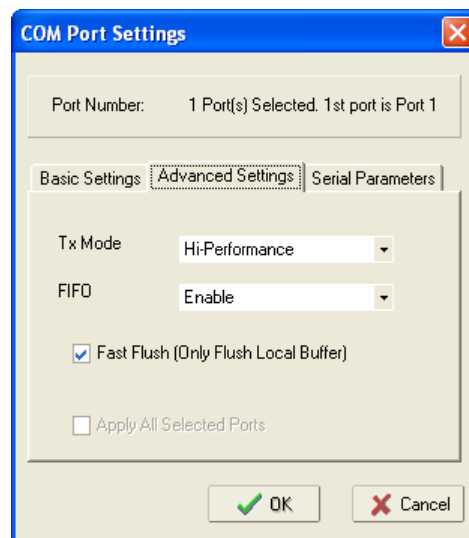 COM Port Settings
Port Number: 1 Port(s) Selected. 1st port is Port 1
Basic Settings Advanced Settings Serial Parameters
Tx Mode Hi-Performance
FIFO Enable
Fast Flush (Only Flush Local Buffer)
Apply All Selected Ports
OK Cancel